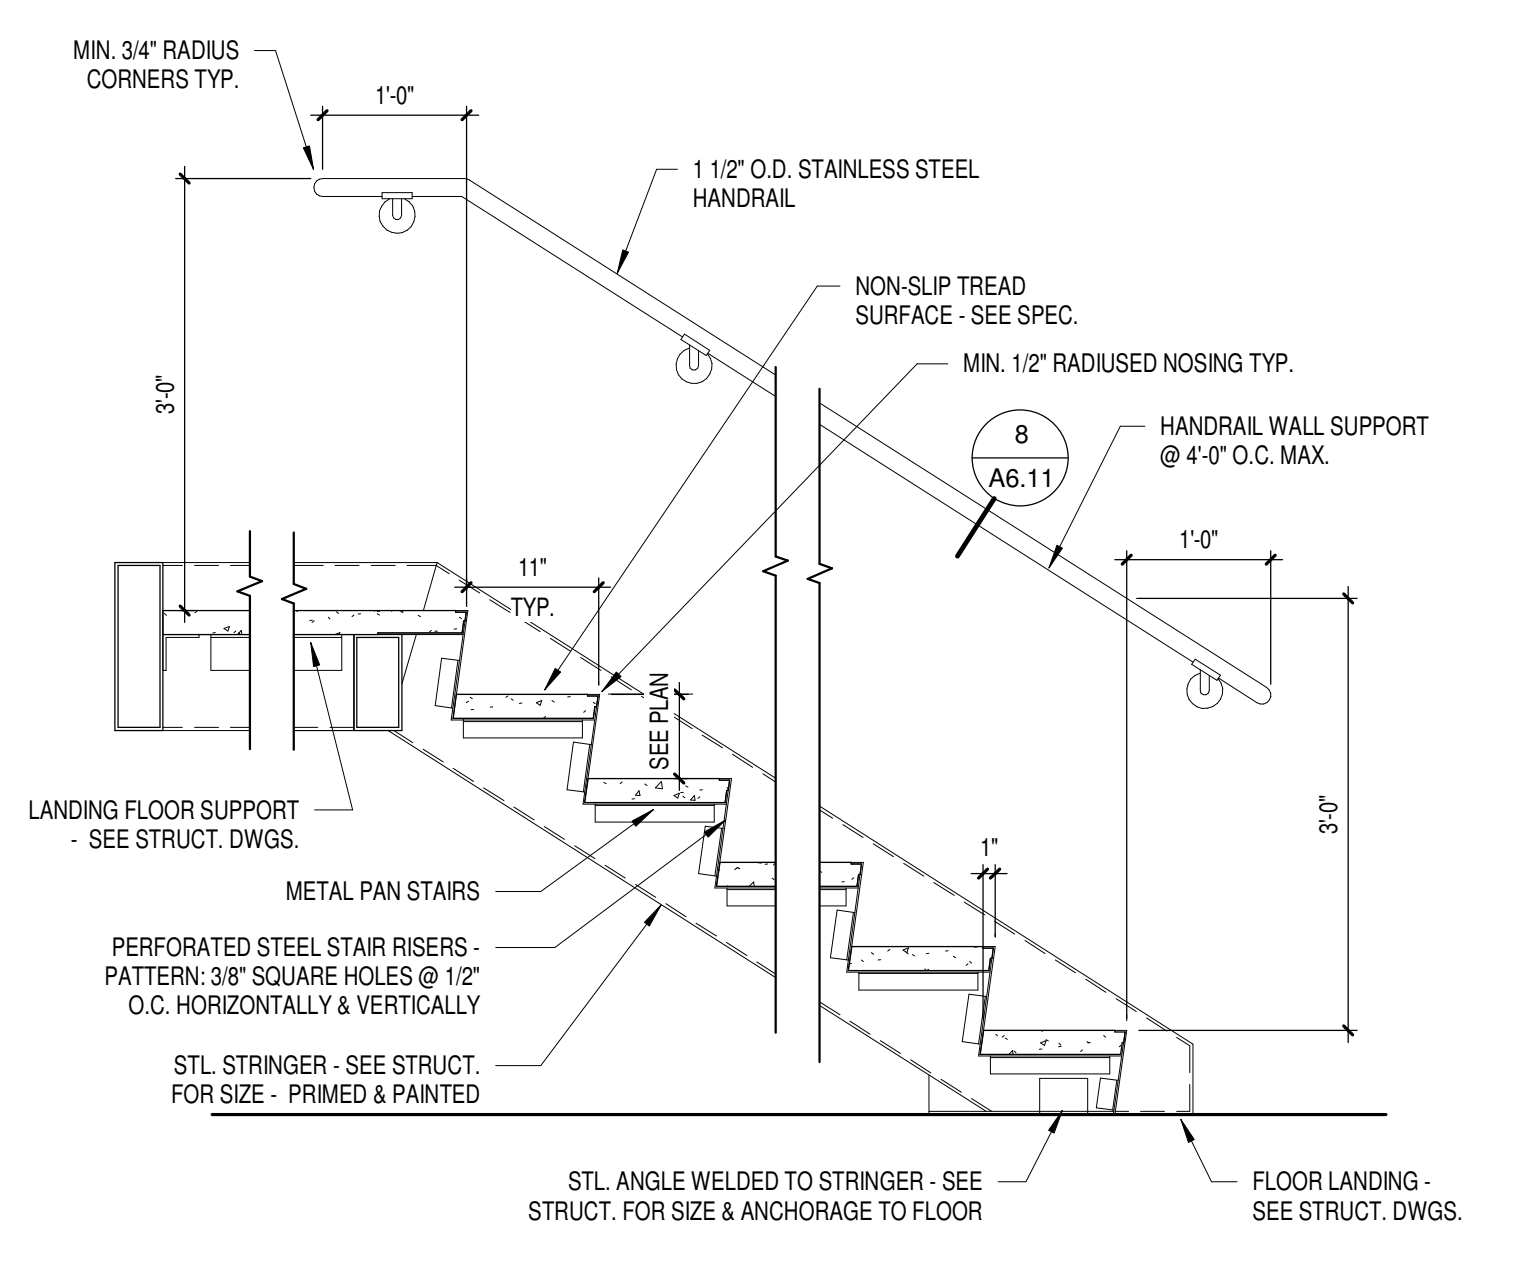 MIN. 3/4" RADIUS
CORNERS TYP.
1'-0"
1 1/2" O.D. STAINLESS STEEL
HANDRAIL
NON-SLIP TREAD
SURFACE - SEE SPEC.
MIN. 1/2" RADIUSED NOSING TYP.
3'-0"
8
A6.11
HANDRAIL WALL SUPPORT
@ 4'-0" O.C. MAX.
1'-0"
11"
TYP.
SEE PLAN
LANDING FLOOR SUPPORT
- SEE STRUCT. DWGS.
3'-0"
1"
METAL PAN STAIRS
PERFORATED STEEL STAIR RISERS -
PATTERN: 3/8" SQUARE HOLES @ 1/2"
O.C. HORIZONTALLY & VERTICALLY
STL. STRINGER - SEE STRUCT.
FOR SIZE - PRIMED & PAINTED
STL. ANGLE WELDED TO STRINGER - SEE
STRUCT. FOR SIZE & ANCHORAGE TO FLOOR
FLOOR LANDING -
SEE STRUCT. DWGS.